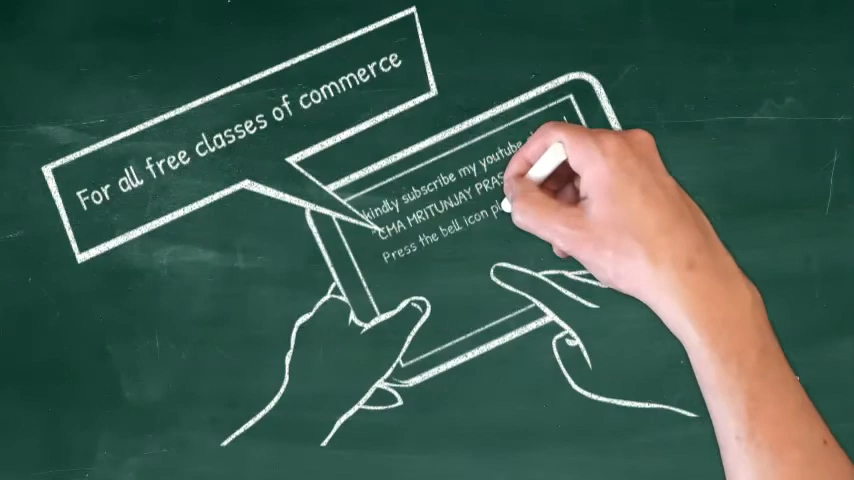 For all free classes of commerce
kindly subscribe my youtube
"CMA MRITUNJAY
Press the bell icon